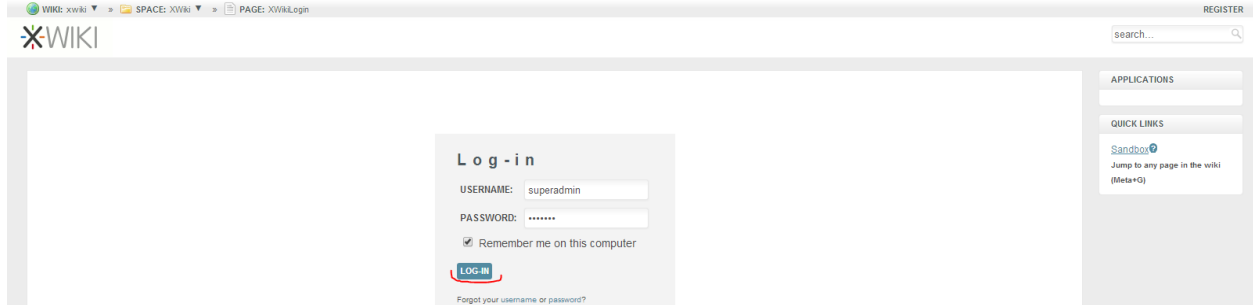 WIKI: xwiki ▼ » SPACE: XWiki ▼ » PAGE: XWikiLogin
REGISTER
XWIKI
search...
APPLICATIONS
QUICK LINKS
Sandbox?
Jump to any page in the wiki
(Meta+G)
Log-in
USERNAME: superadmin
PASSWORD: •••••••
Remember me on this computer
LOG-IN
Forgot your username or password?